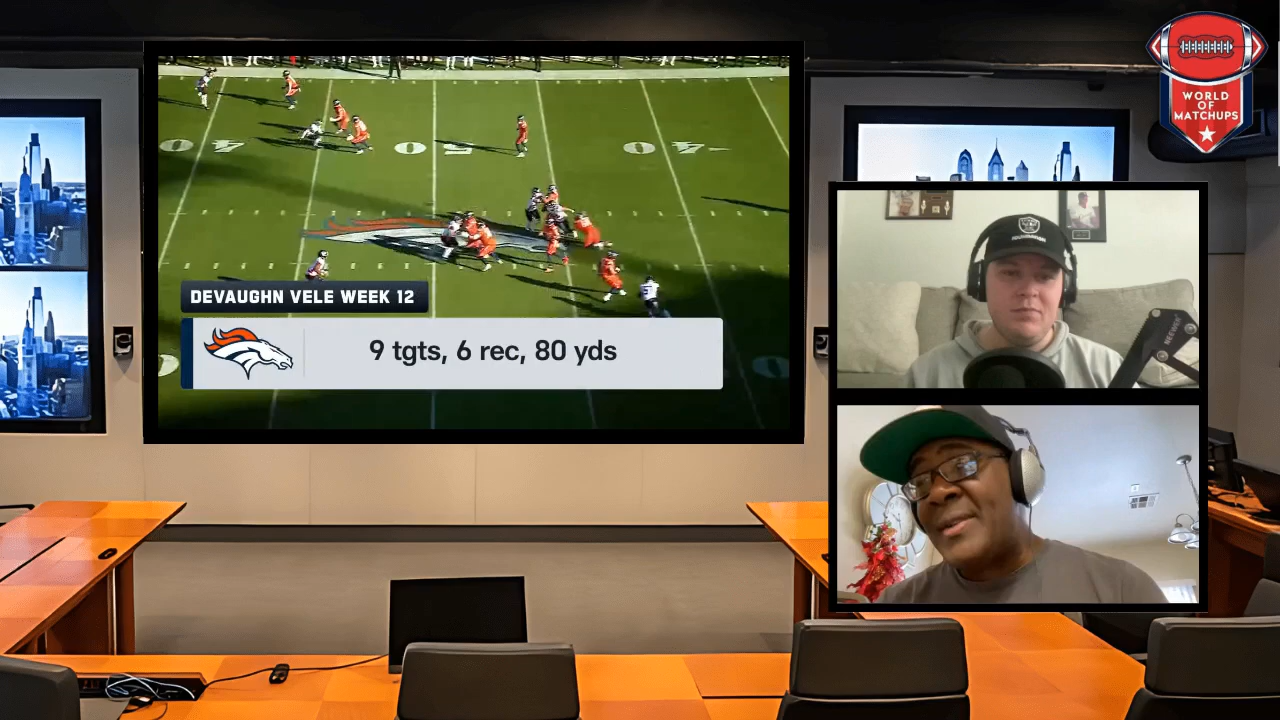 WORLD
OF
MATCHUPS
DEVAUGHN VELE WEEK 12
9 tgts, 6 rec, 80 yds